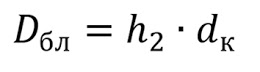 D_бл = h_2 · d_к